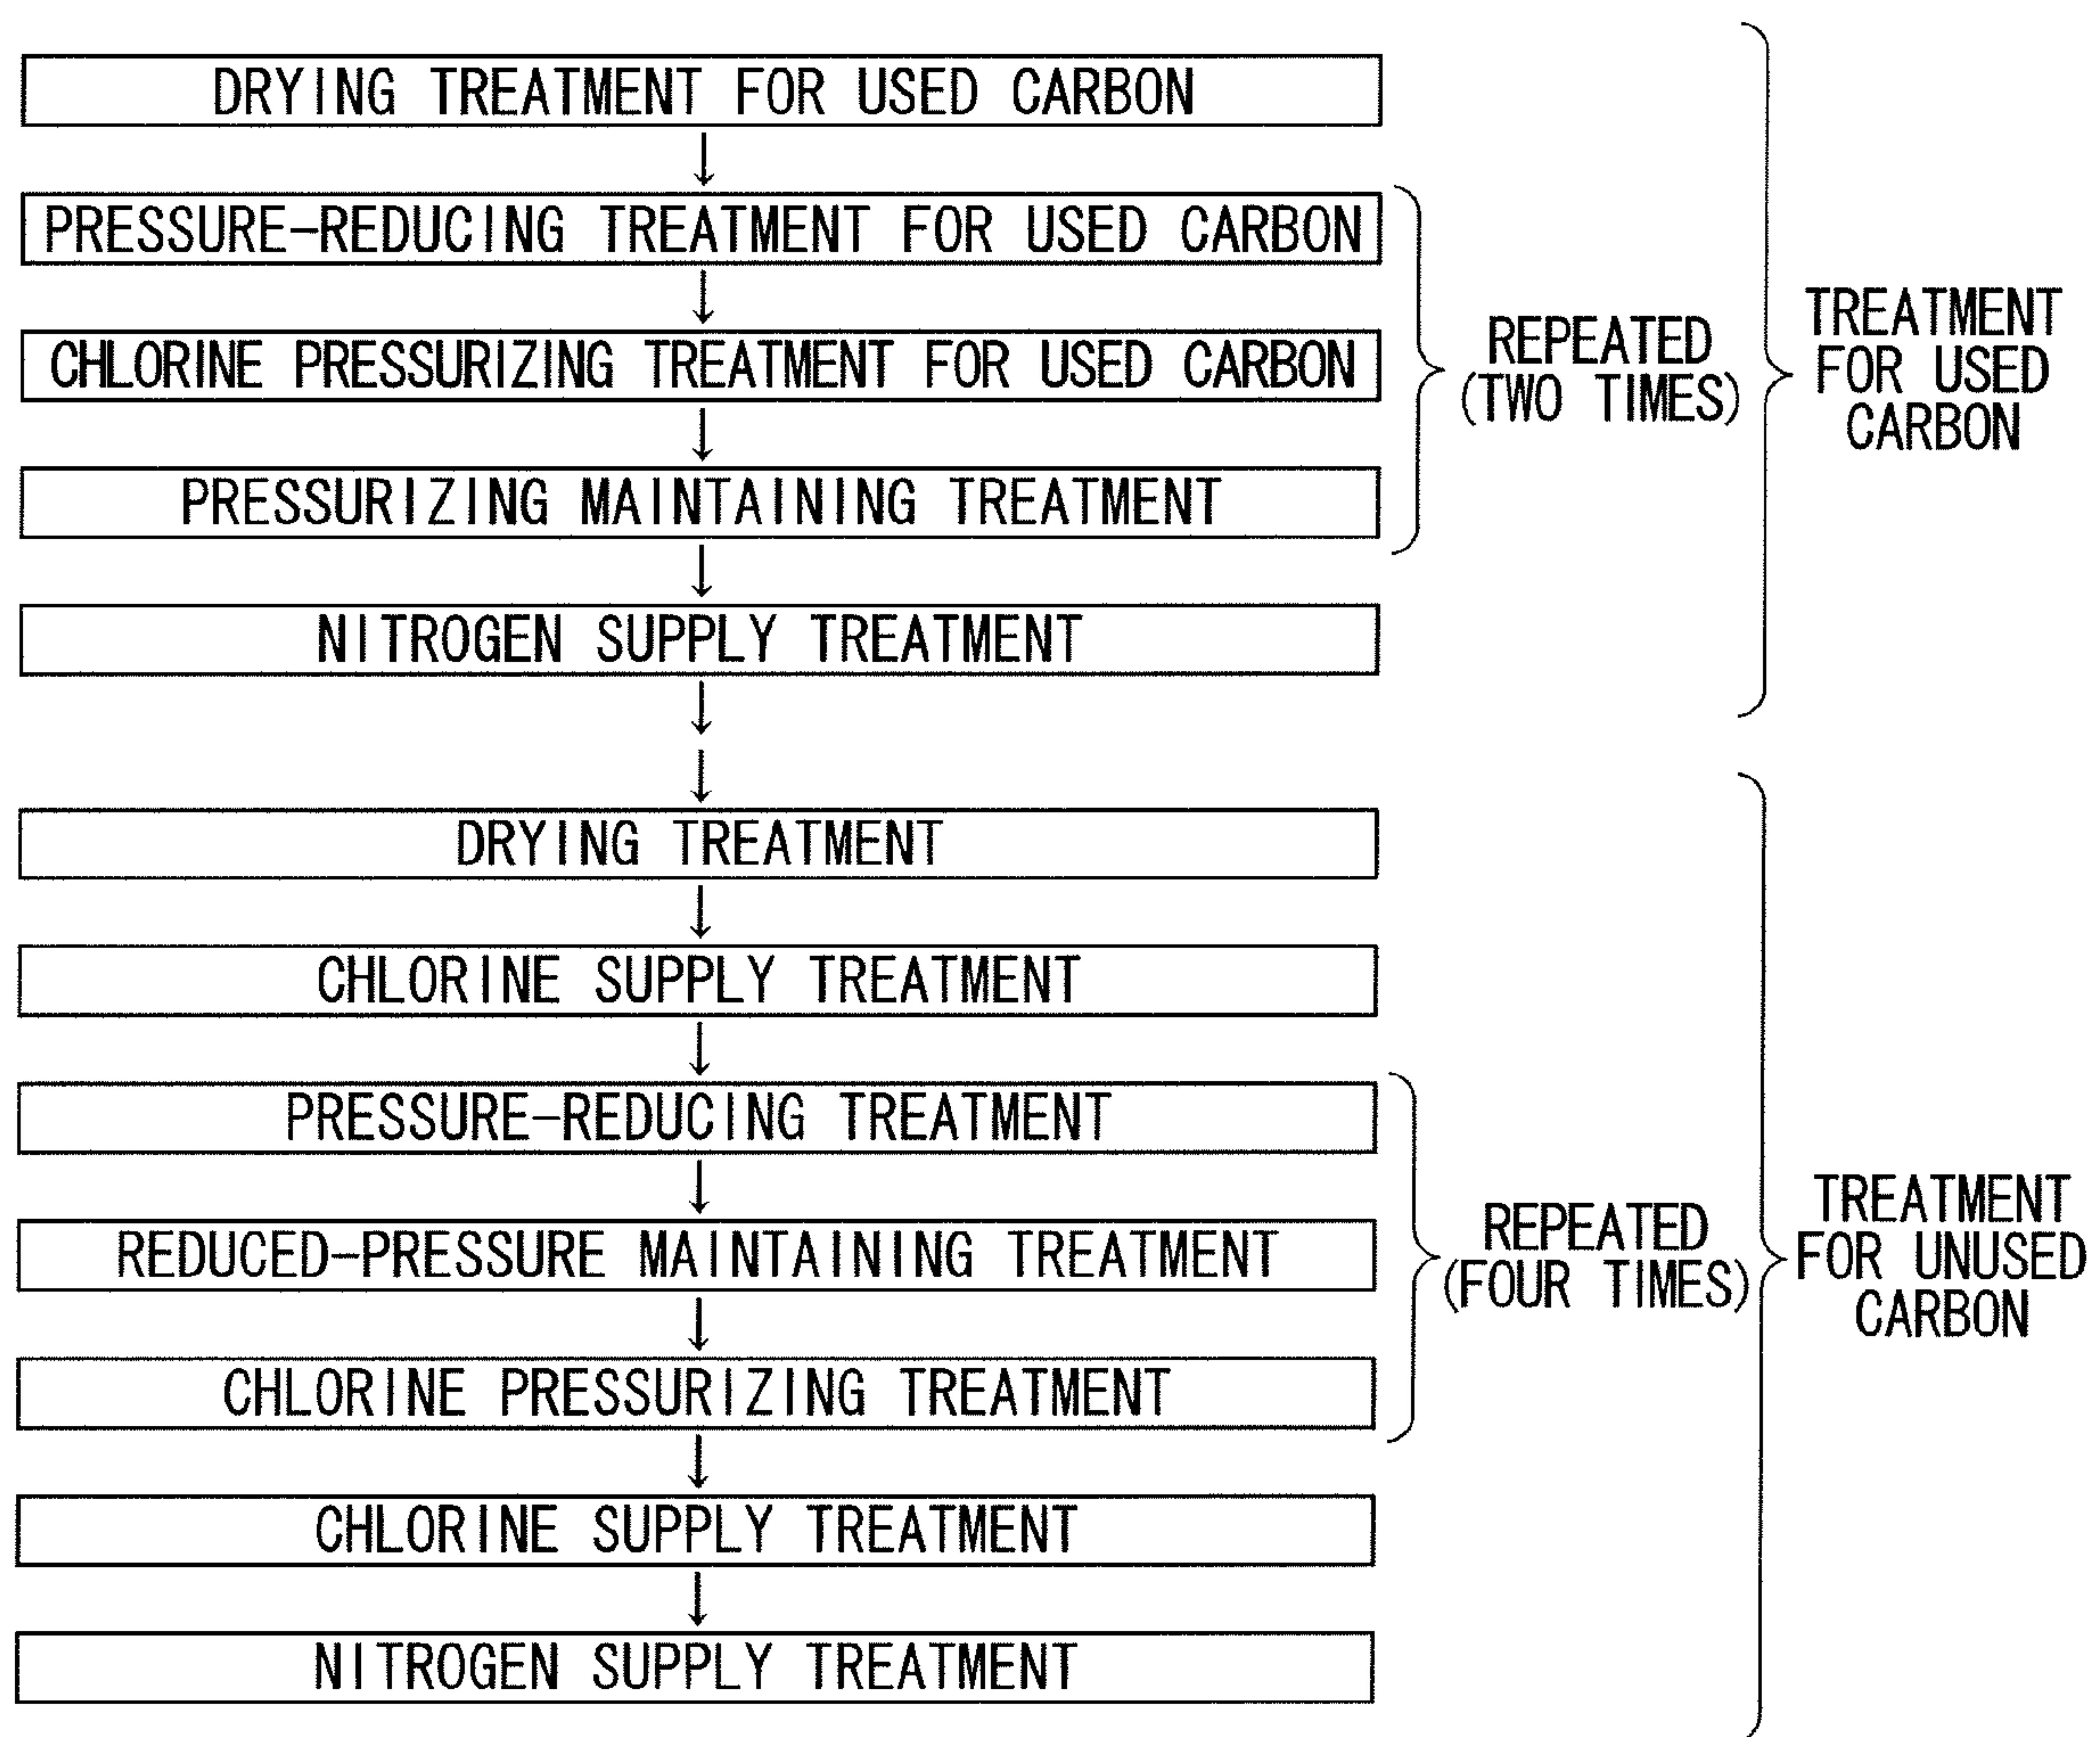 DRYING TREATMENT FOR USED CARBON
PRESSURE-REDUCING TREATMENT FOR USED CARBON
CHLORINE PRESSURIZING TREATMENT FOR USED CARBON
PRESSURIZING MAINTAINING TREATMENT
REPEATED
(TWO TIMES)
NITROGEN SUPPLY TREATMENT
TREATMENT
FOR USED
CARBON
DRYING TREATMENT
CHLORINE SUPPLY TREATMENT
PRESSURE-REDUCING TREATMENT
REDUCED-PRESSURE MAINTAINING TREATMENT
CHLORINE PRESSURIZING TREATMENT
REPEATED
(FOUR TIMES)
CHLORINE SUPPLY TREATMENT
NITROGEN SUPPLY TREATMENT
TREATMENT
FOR UNUSED
CARBON